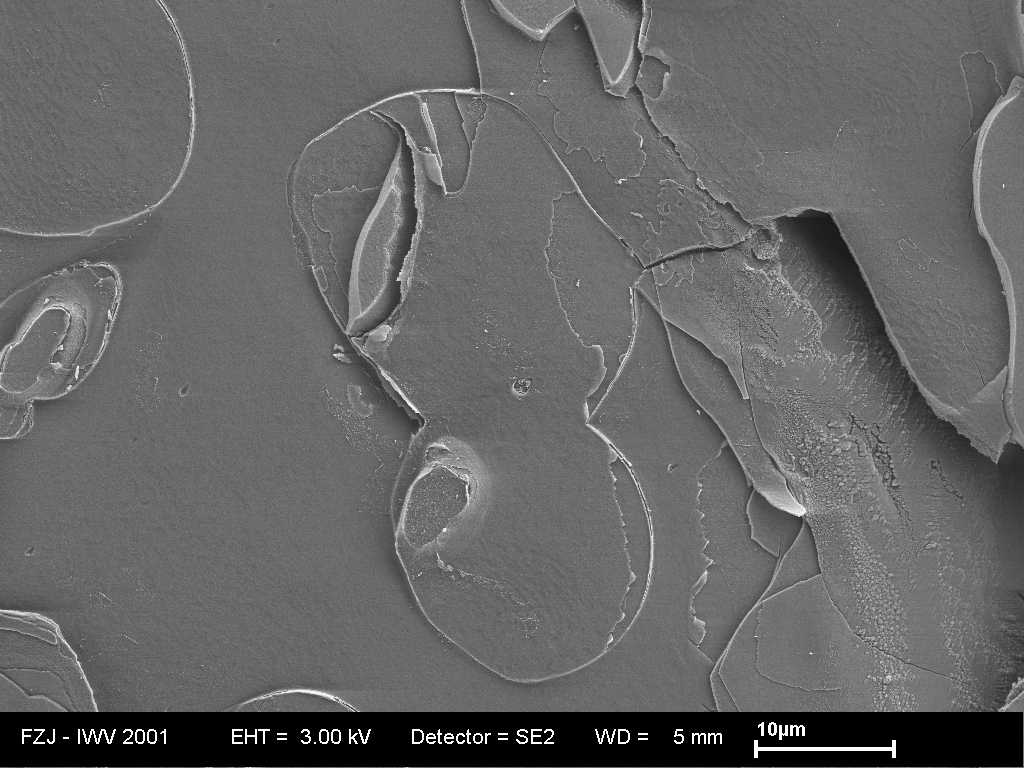 10µm
FZJ - IWV 2001 EHT = 3.00 kV Detector = SE2 WD = 5 mm